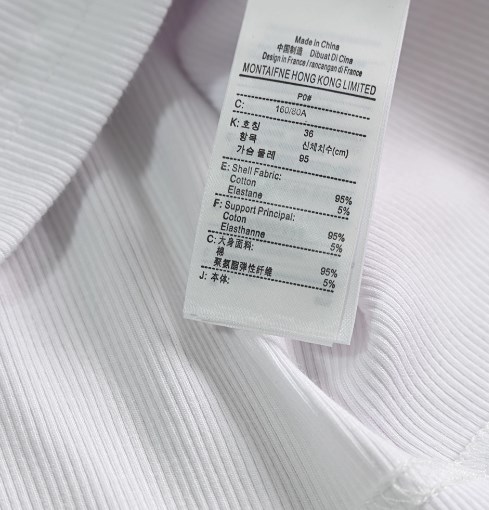 Made in China
中国制造 Dibuat Di Cina
Design in France / rancangan di France
MONTAIFNE HONG KONG LIMITED
P0#
C: 160/80A
K: 호칭 36
항목 신체치수(cm)
가슴 둘레 95
E: Shell Fabric:
Cotton 95%
Elastane 5%
F: Support Principal:
Coton 95%
Elasthanne 5%
C: 大身面料:
棉 95%
聚氨酯弹性纤维 5%
J: 本体: